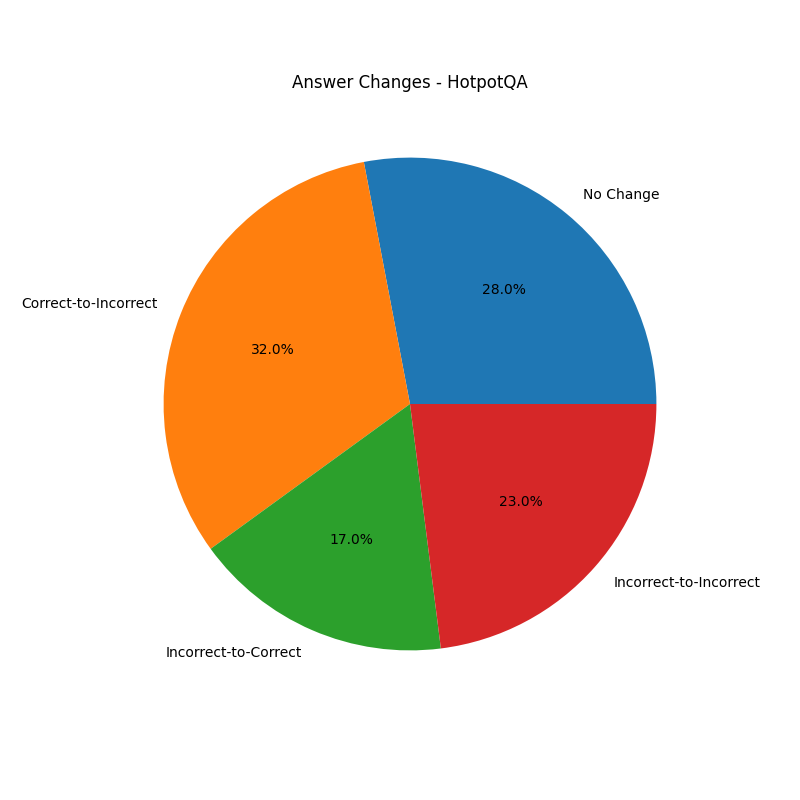 Answer Changes - HotpotQA
No Change
28.0%
Correct-to-Incorrect
32.0%
23.0%
17.0%
Incorrect-to-Incorrect
Incorrect-to-Correct